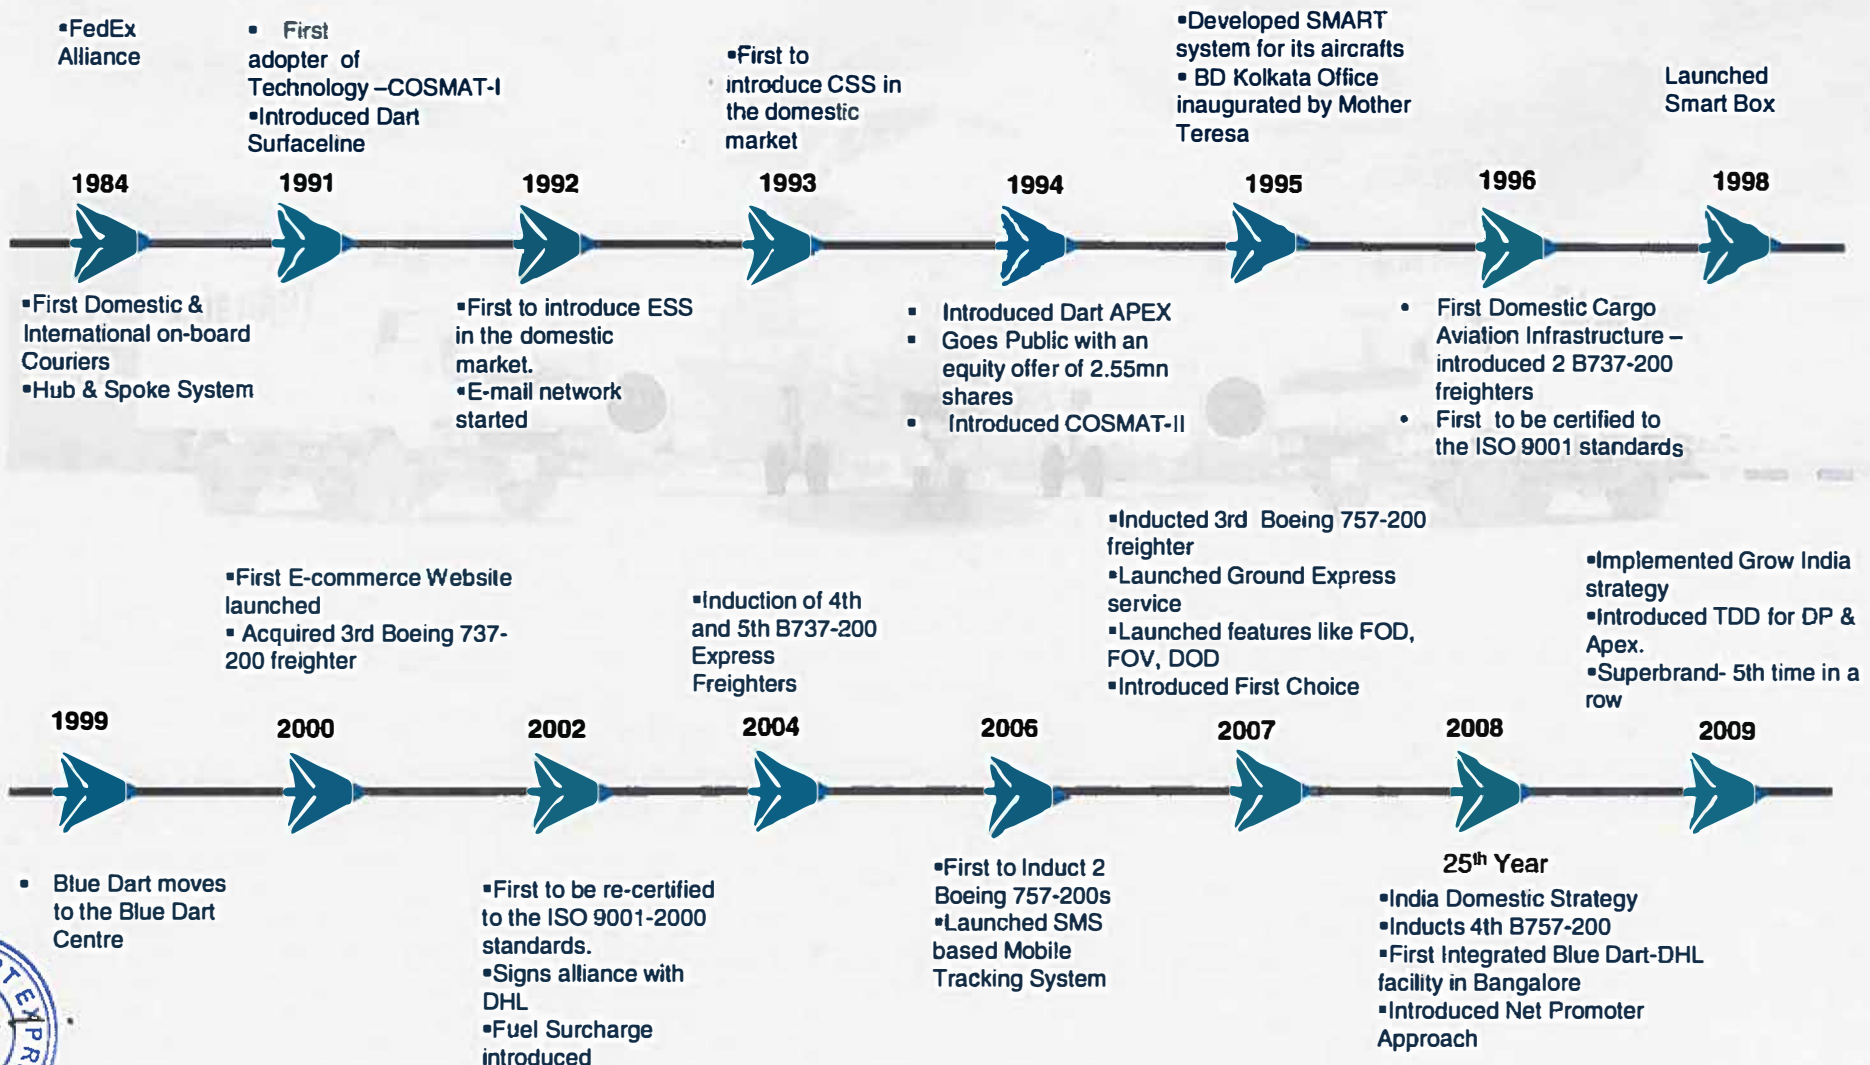 ▪FedEx
Alliance
▪ First
adopter of
Technology –COSMAT-I
▪Introduced Dart
Surfaceline
▪First to
introduce CSS in
the domestic
market
▪Developed SMART
system for its aircrafts
▪ BD Kolkata Office
inaugurated by Mother
Teresa
Launched
Smart Box
1984
1991
1992
1993
1994
1995
1996
1998
▪First Domestic &
International on-board
Couriers
▪Hub & Spoke System
▪First to introduce ESS
in the domestic
market.
▪E-mail network
started
▪ Introduced Dart APEX
▪ Goes Public with an
equity offer of 2.55mn
shares
▪ Introduced COSMAT-II
• First Domestic Cargo
Aviation Infrastructure –
introduced 2 B737-200
freighters
• First to be certified to
the ISO 9001 standards
▪First E-commerce Website
launched
▪ Acquired 3rd Boeing 737-
200 freighter
▪Induction of 4th
and 5th B737-200
Express
Freighters
▪Inducted 3rd Boeing 757-200
freighter
▪Launched Ground Express
service
▪Launched features like FOD,
FOV, DOD
▪Introduced First Choice
▪Implemented Grow India
strategy
▪Introduced TDD for DP &
Apex.
▪Superbrand- 5th time in a
row
1999
2000
2002
2004
2006
2007
2008
2009
▪ Blue Dart moves
to the Blue Dart
Centre
▪First to be re-certified
to the ISO 9001-2000
standards.
▪Signs alliance with
DHL
▪Fuel Surcharge
introduced
▪First to Induct 2
Boeing 757-200s
▪Launched SMS
based Mobile
Tracking System
25th Year
▪India Domestic Strategy
▪Inducts 4th B757-200
▪First Integrated Blue Dart-DHL
facility in Bangalore
▪Introduced Net Promoter
Approach